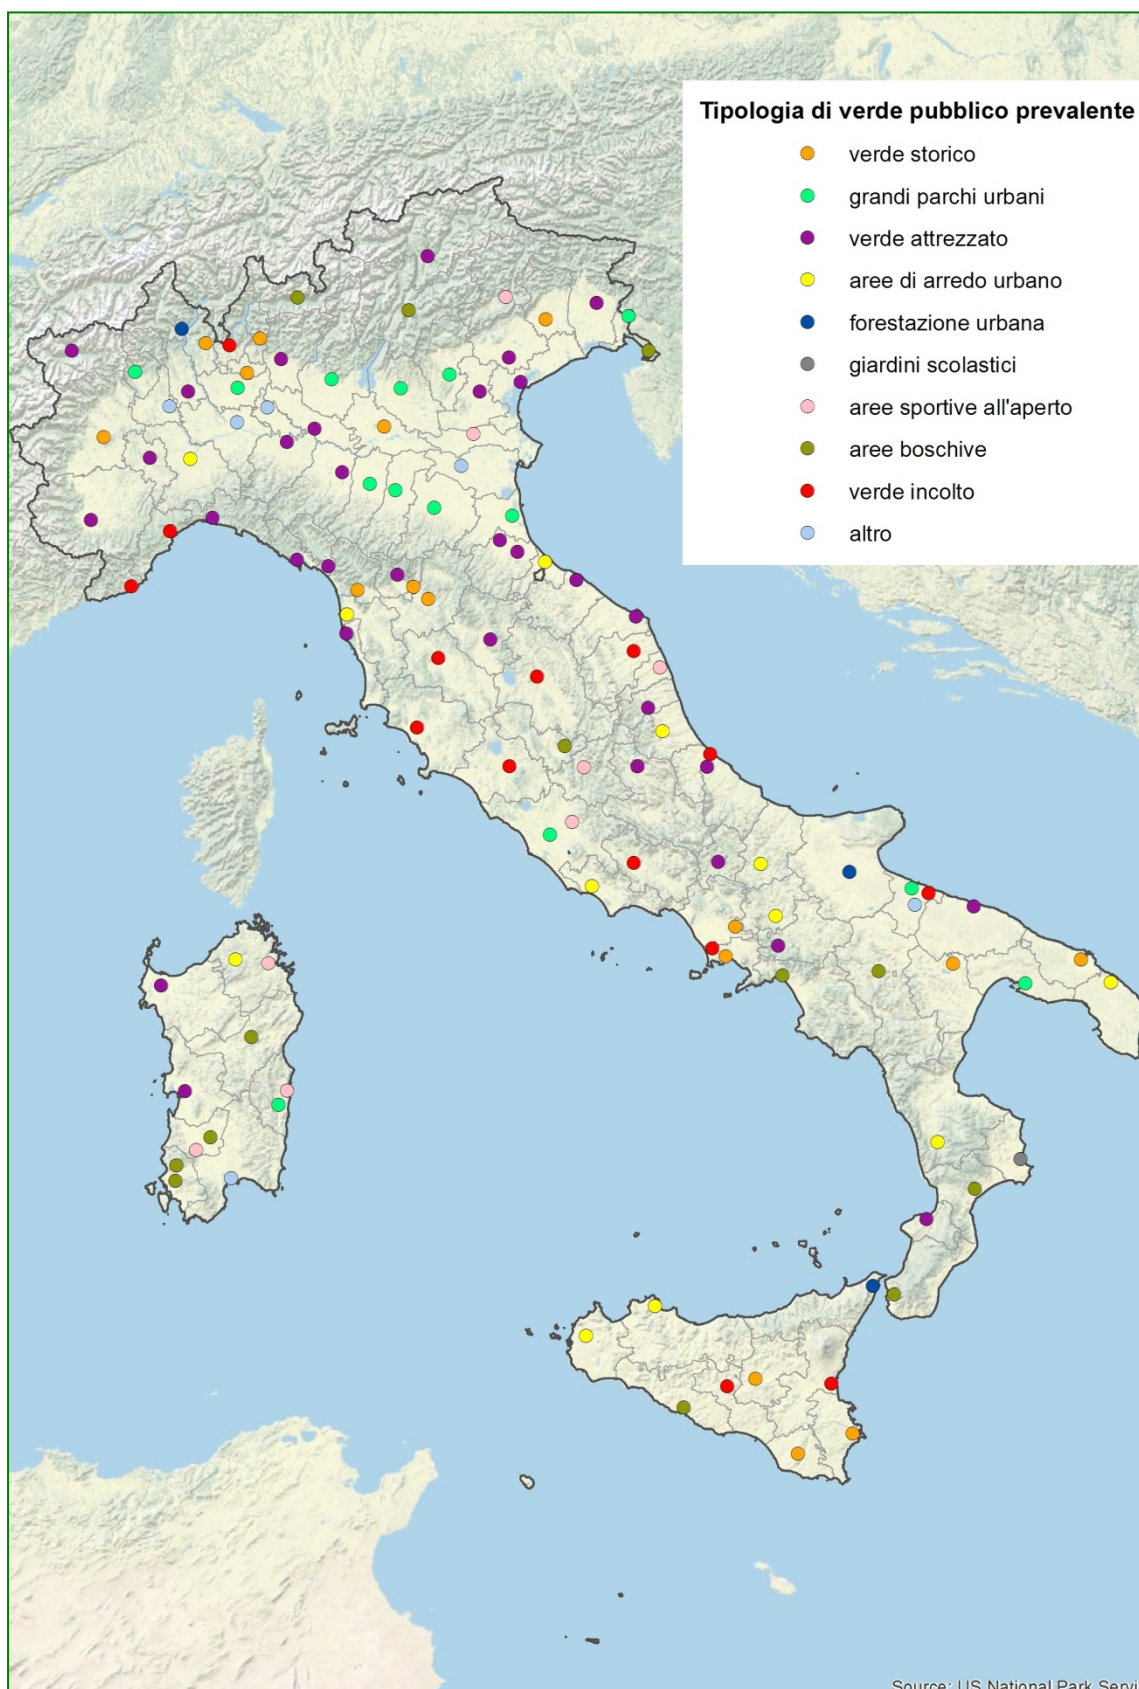 Tipologia di verde pubblico prevalente
verde storico
grandi parchi urbani
verde attrezzato
aree di arredo urbano
forestazione urbana
giardini scolastici
aree sportive all'aperto
aree boschive
verde incolto
altro
Source: US National Park Servi